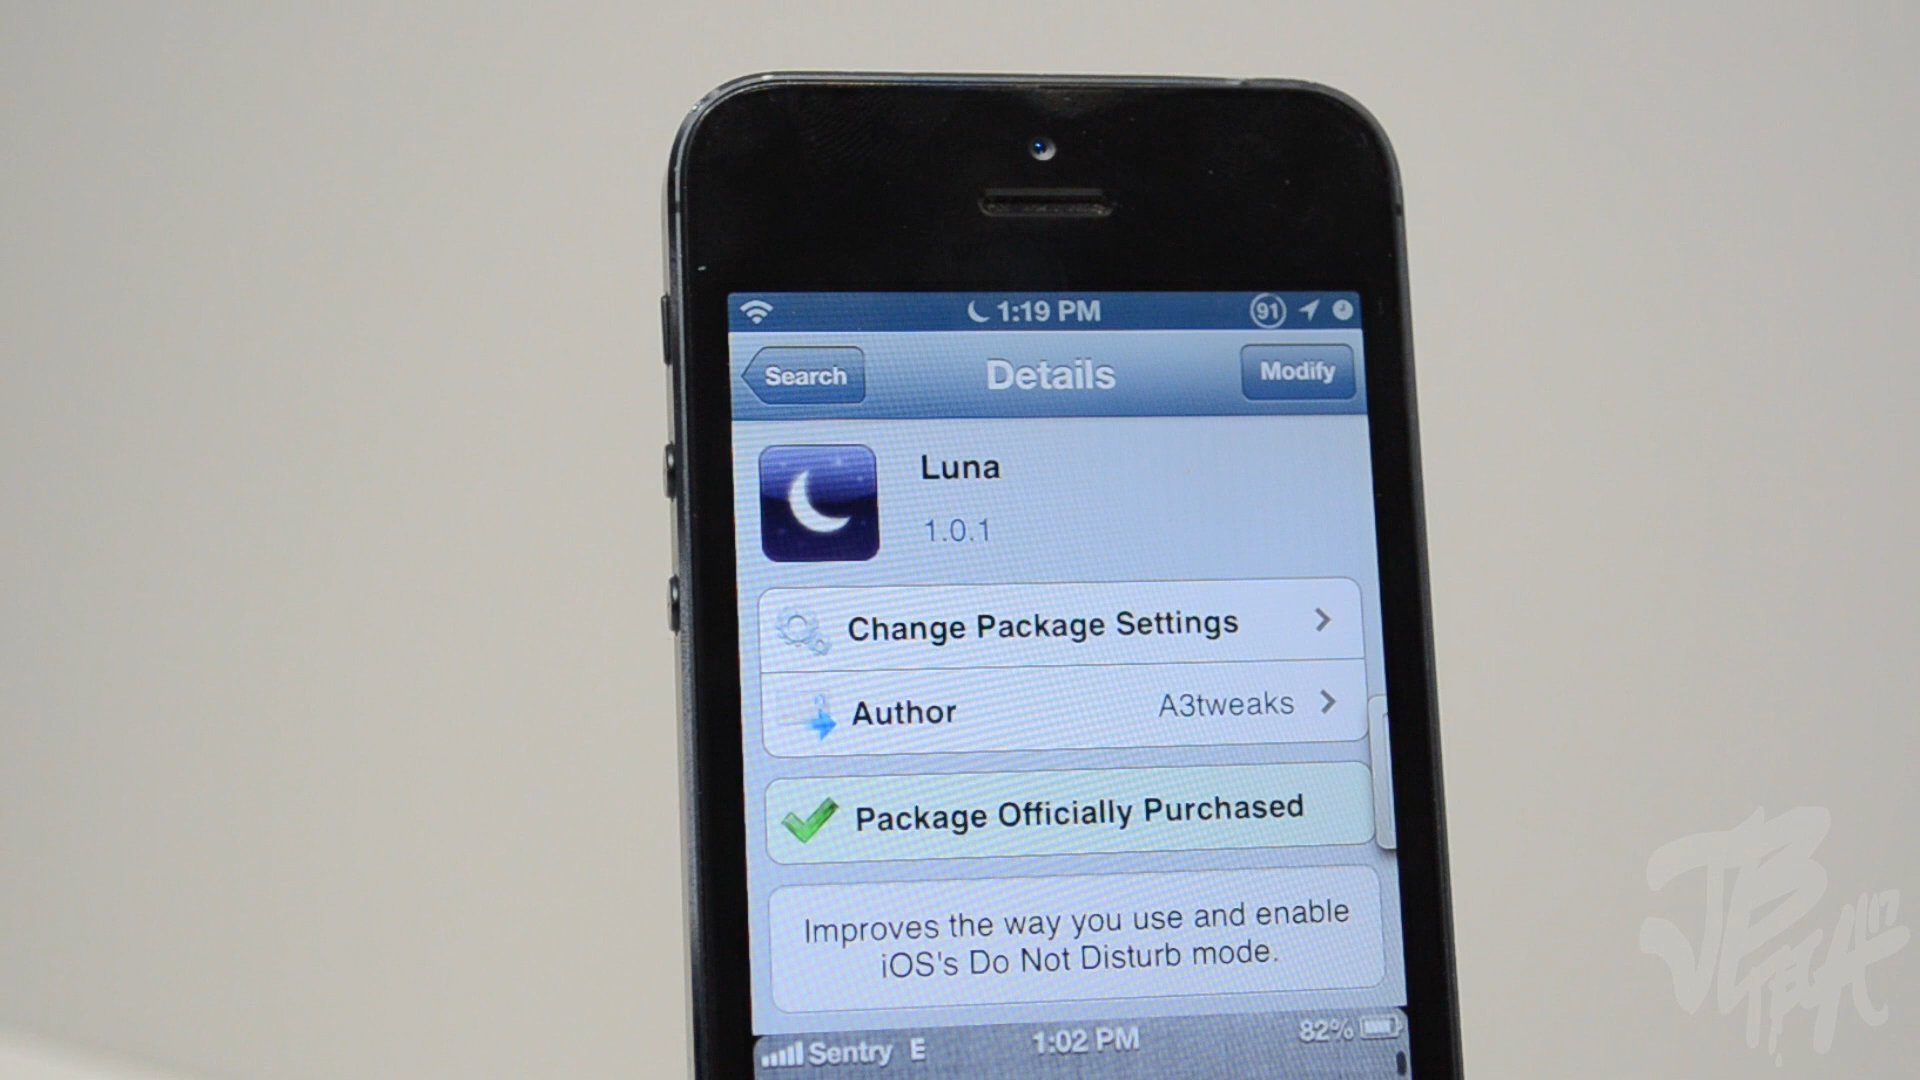 1:19 PM 91
Search Details Modify
Luna
1.0.1
Change Package Settings
Author A3tweaks
Package Officially Purchased
Improves the way you use and enable
iOS's Do Not Disturb mode.
Sentry E 1:02 PM 82%